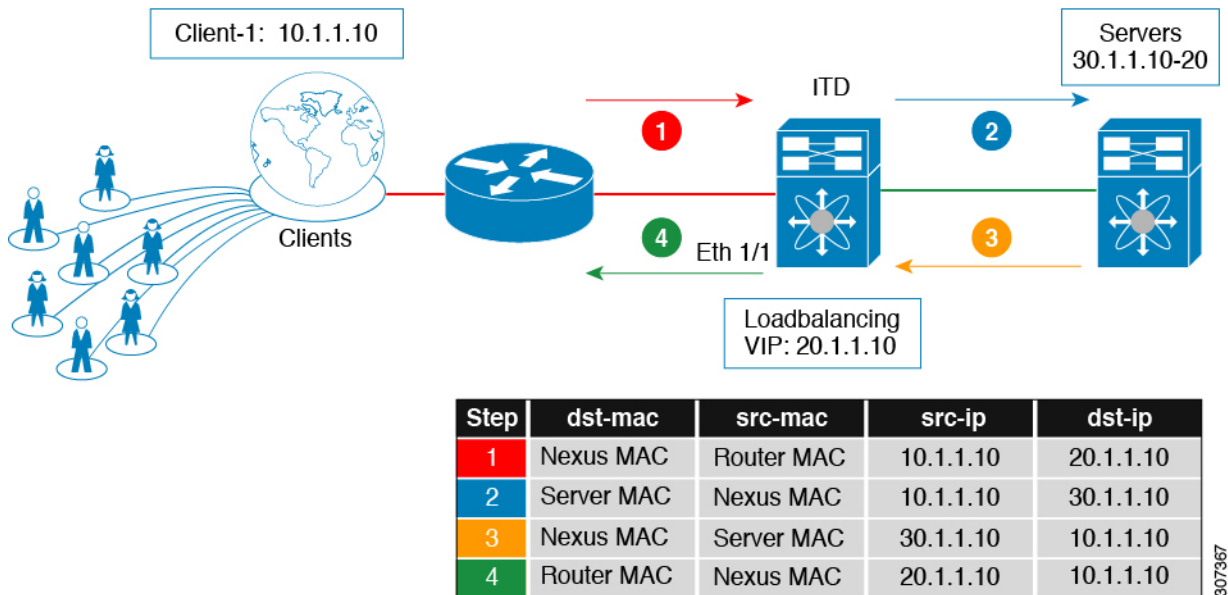 Client-1: 10.1.1.10
Servers
30.1.1.10-20
ITD
1
2
Clients
4
Eth 1/1
3
Loadbalancing
VIP: 20.1.1.10
Step dst-mac src-mac src-ip dst-ip
1 Nexus MAC Router MAC 10.1.1.10 20.1.1.10
2 Server MAC Nexus MAC 10.1.1.10 30.1.1.10
3 Nexus MAC Server MAC 30.1.1.10 10.1.1.10
4 Router MAC Nexus MAC 20.1.1.10 10.1.1.10
307367